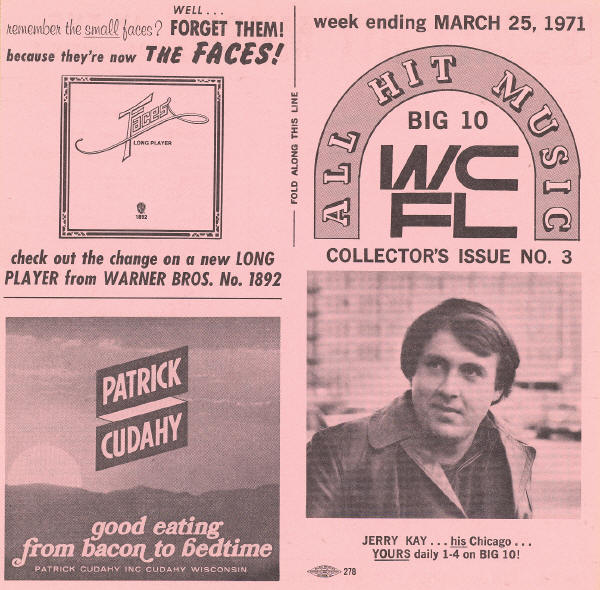 WELL...
remember the small faces? FORGET THEM!
because they're now THE FACES!
Faces
LONG PLAYER
1892
check out the change on a new LONG
PLAYER from WARNER BROS. No. 1892
PATRICK
CUDAHY
good eating
from bacon to bedtime
PATRICK CUDAHY INC CUDAHY WISCONSIN
FOLD ALONG THIS LINE
week ending MARCH 25, 1971
ALL HIT MUSIC
BIG 10
WC
FL
COLLECTOR'S ISSUE NO. 3
JERRY KAY...his Chicago...
YOURS daily 1-4 on BIG 10!
278